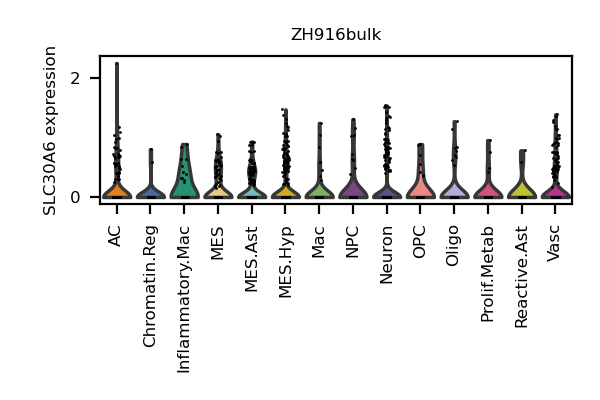 ZH916bulk
SLC30A6 expression
2
0
AC
Chromatin.Reg
Inflammatory.Mac
MES
MES.Ast
MES.Hyp
Mac
NPC
Neuron
OPC
Oligo
Prolif.Metab
Reactive.Ast
Vasc